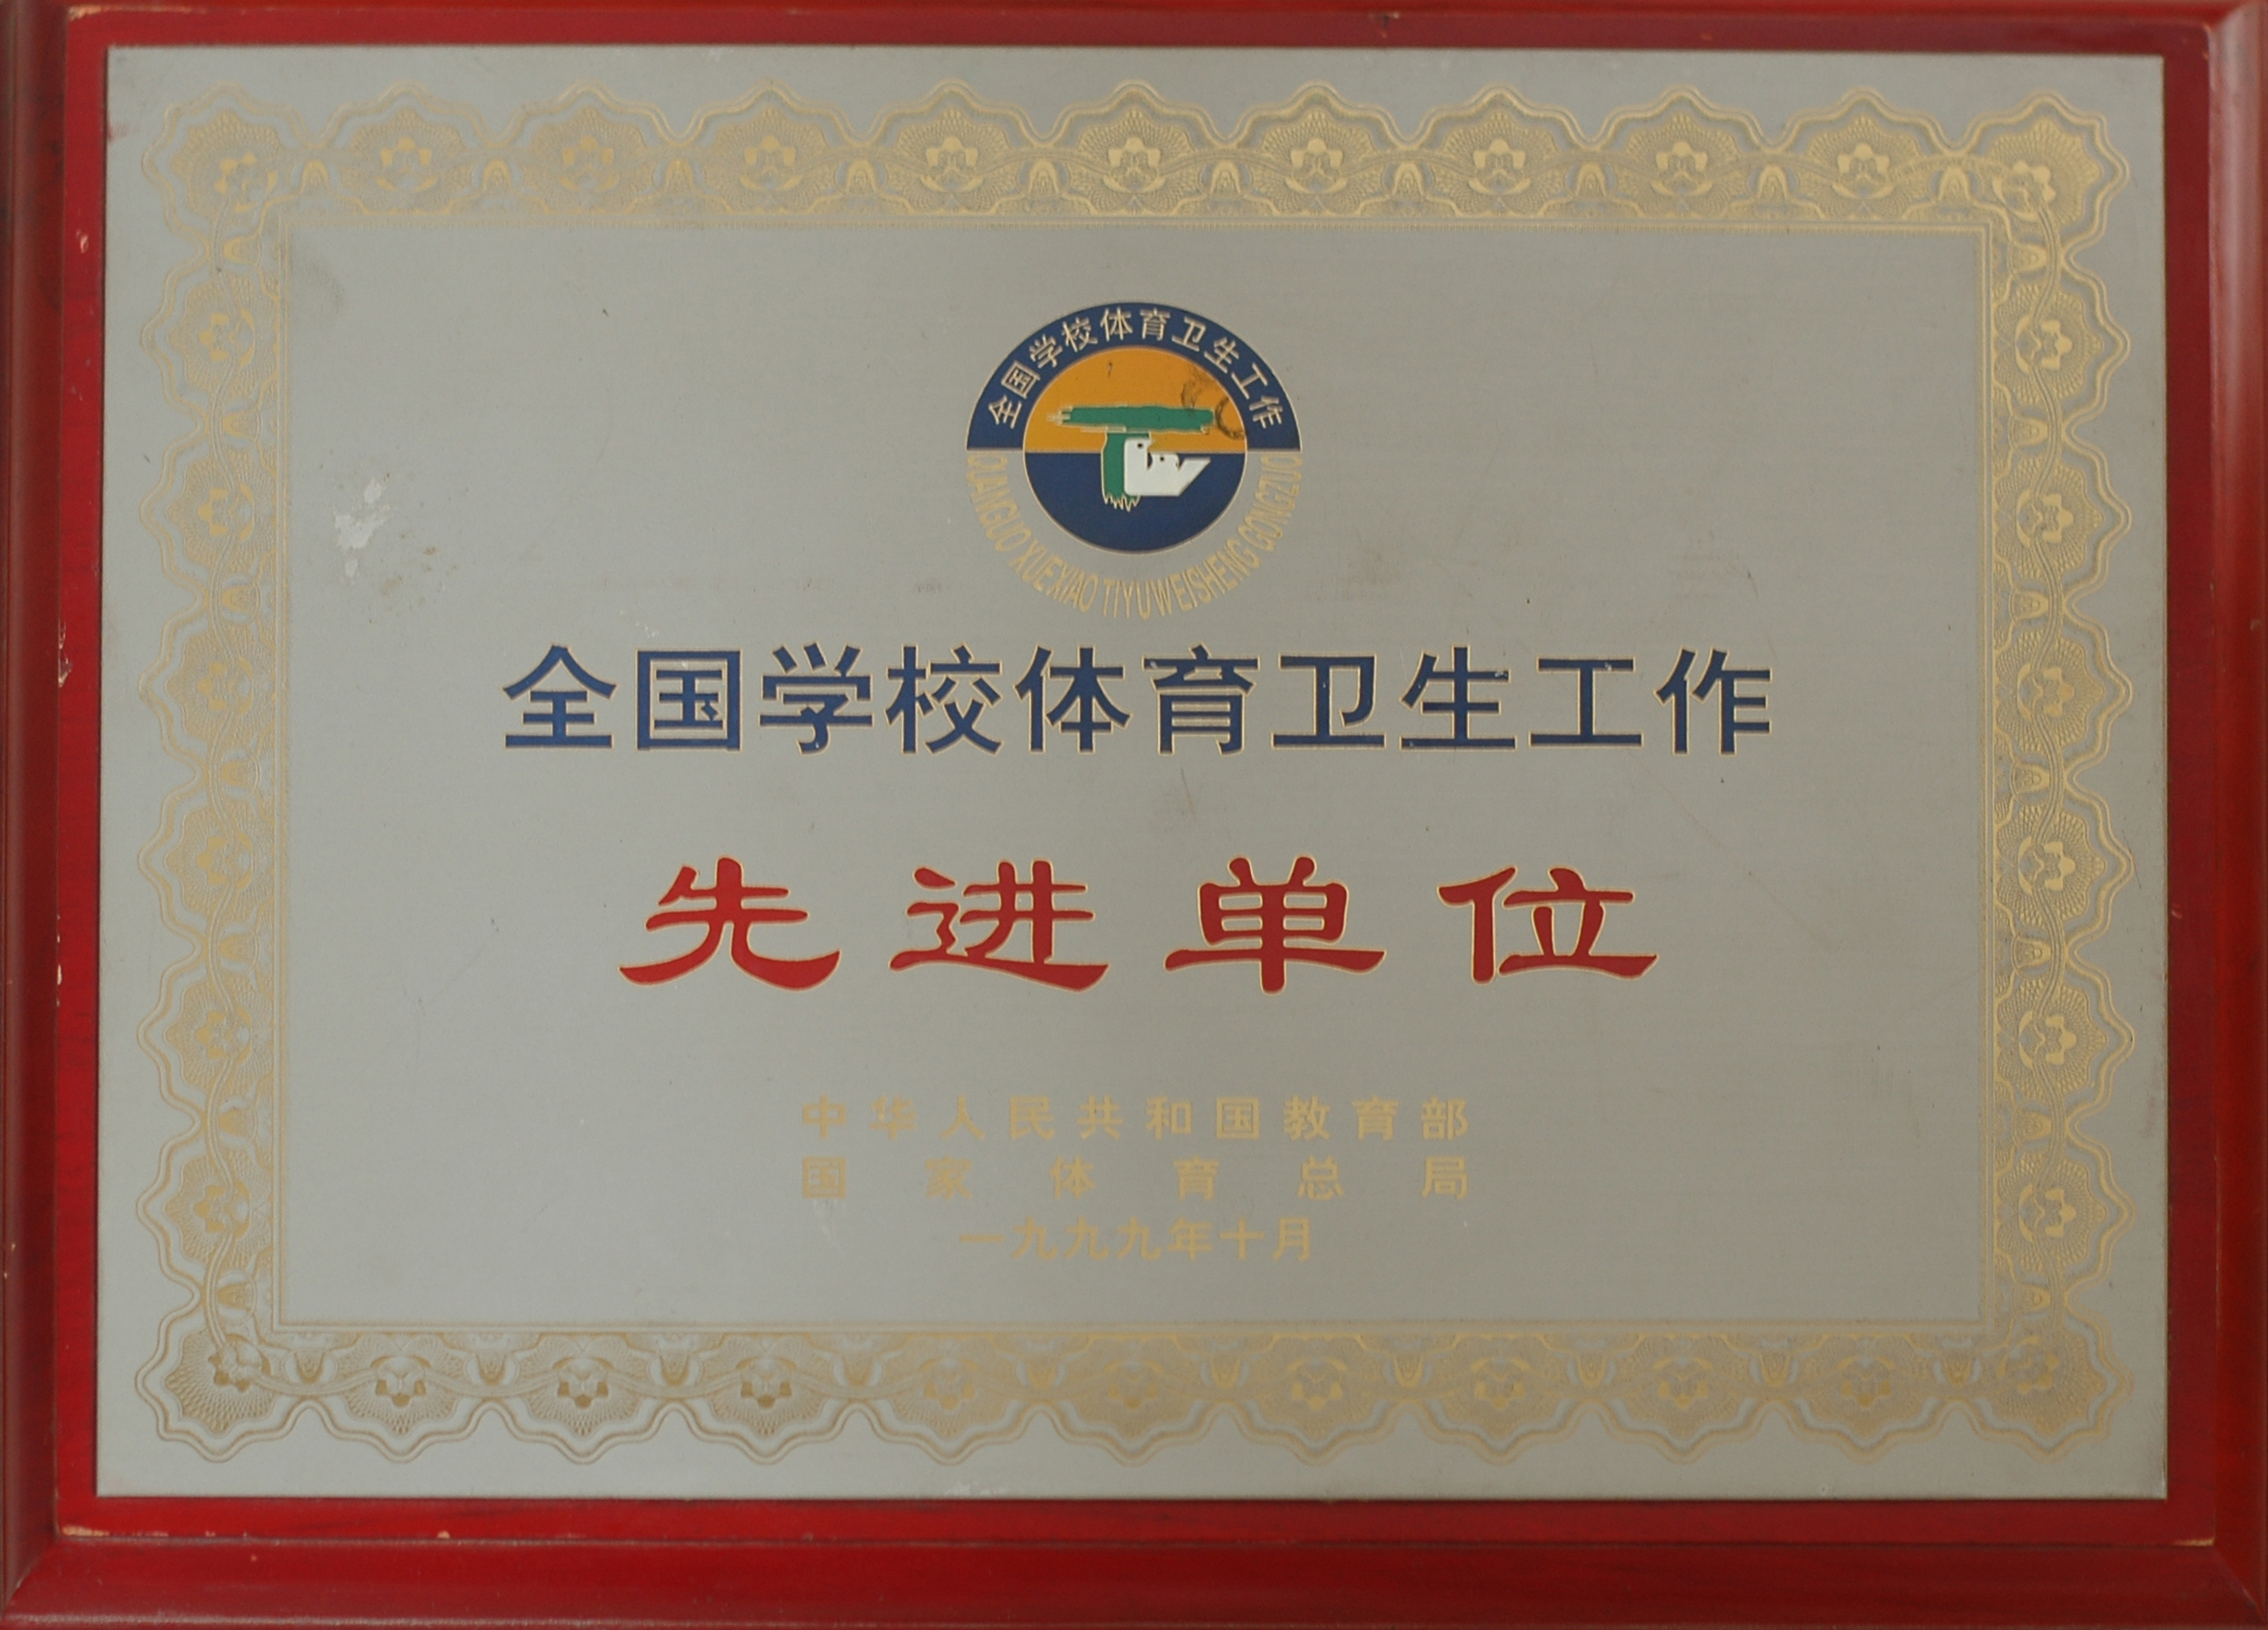 全国学校体育卫生工作
QUANGUO XUEXIAO TIYUWEISHENG GONGZUO
全国学校体育卫生工作
先进单位
中华人民共和国教育部
国家体育总局
一九九九年十月